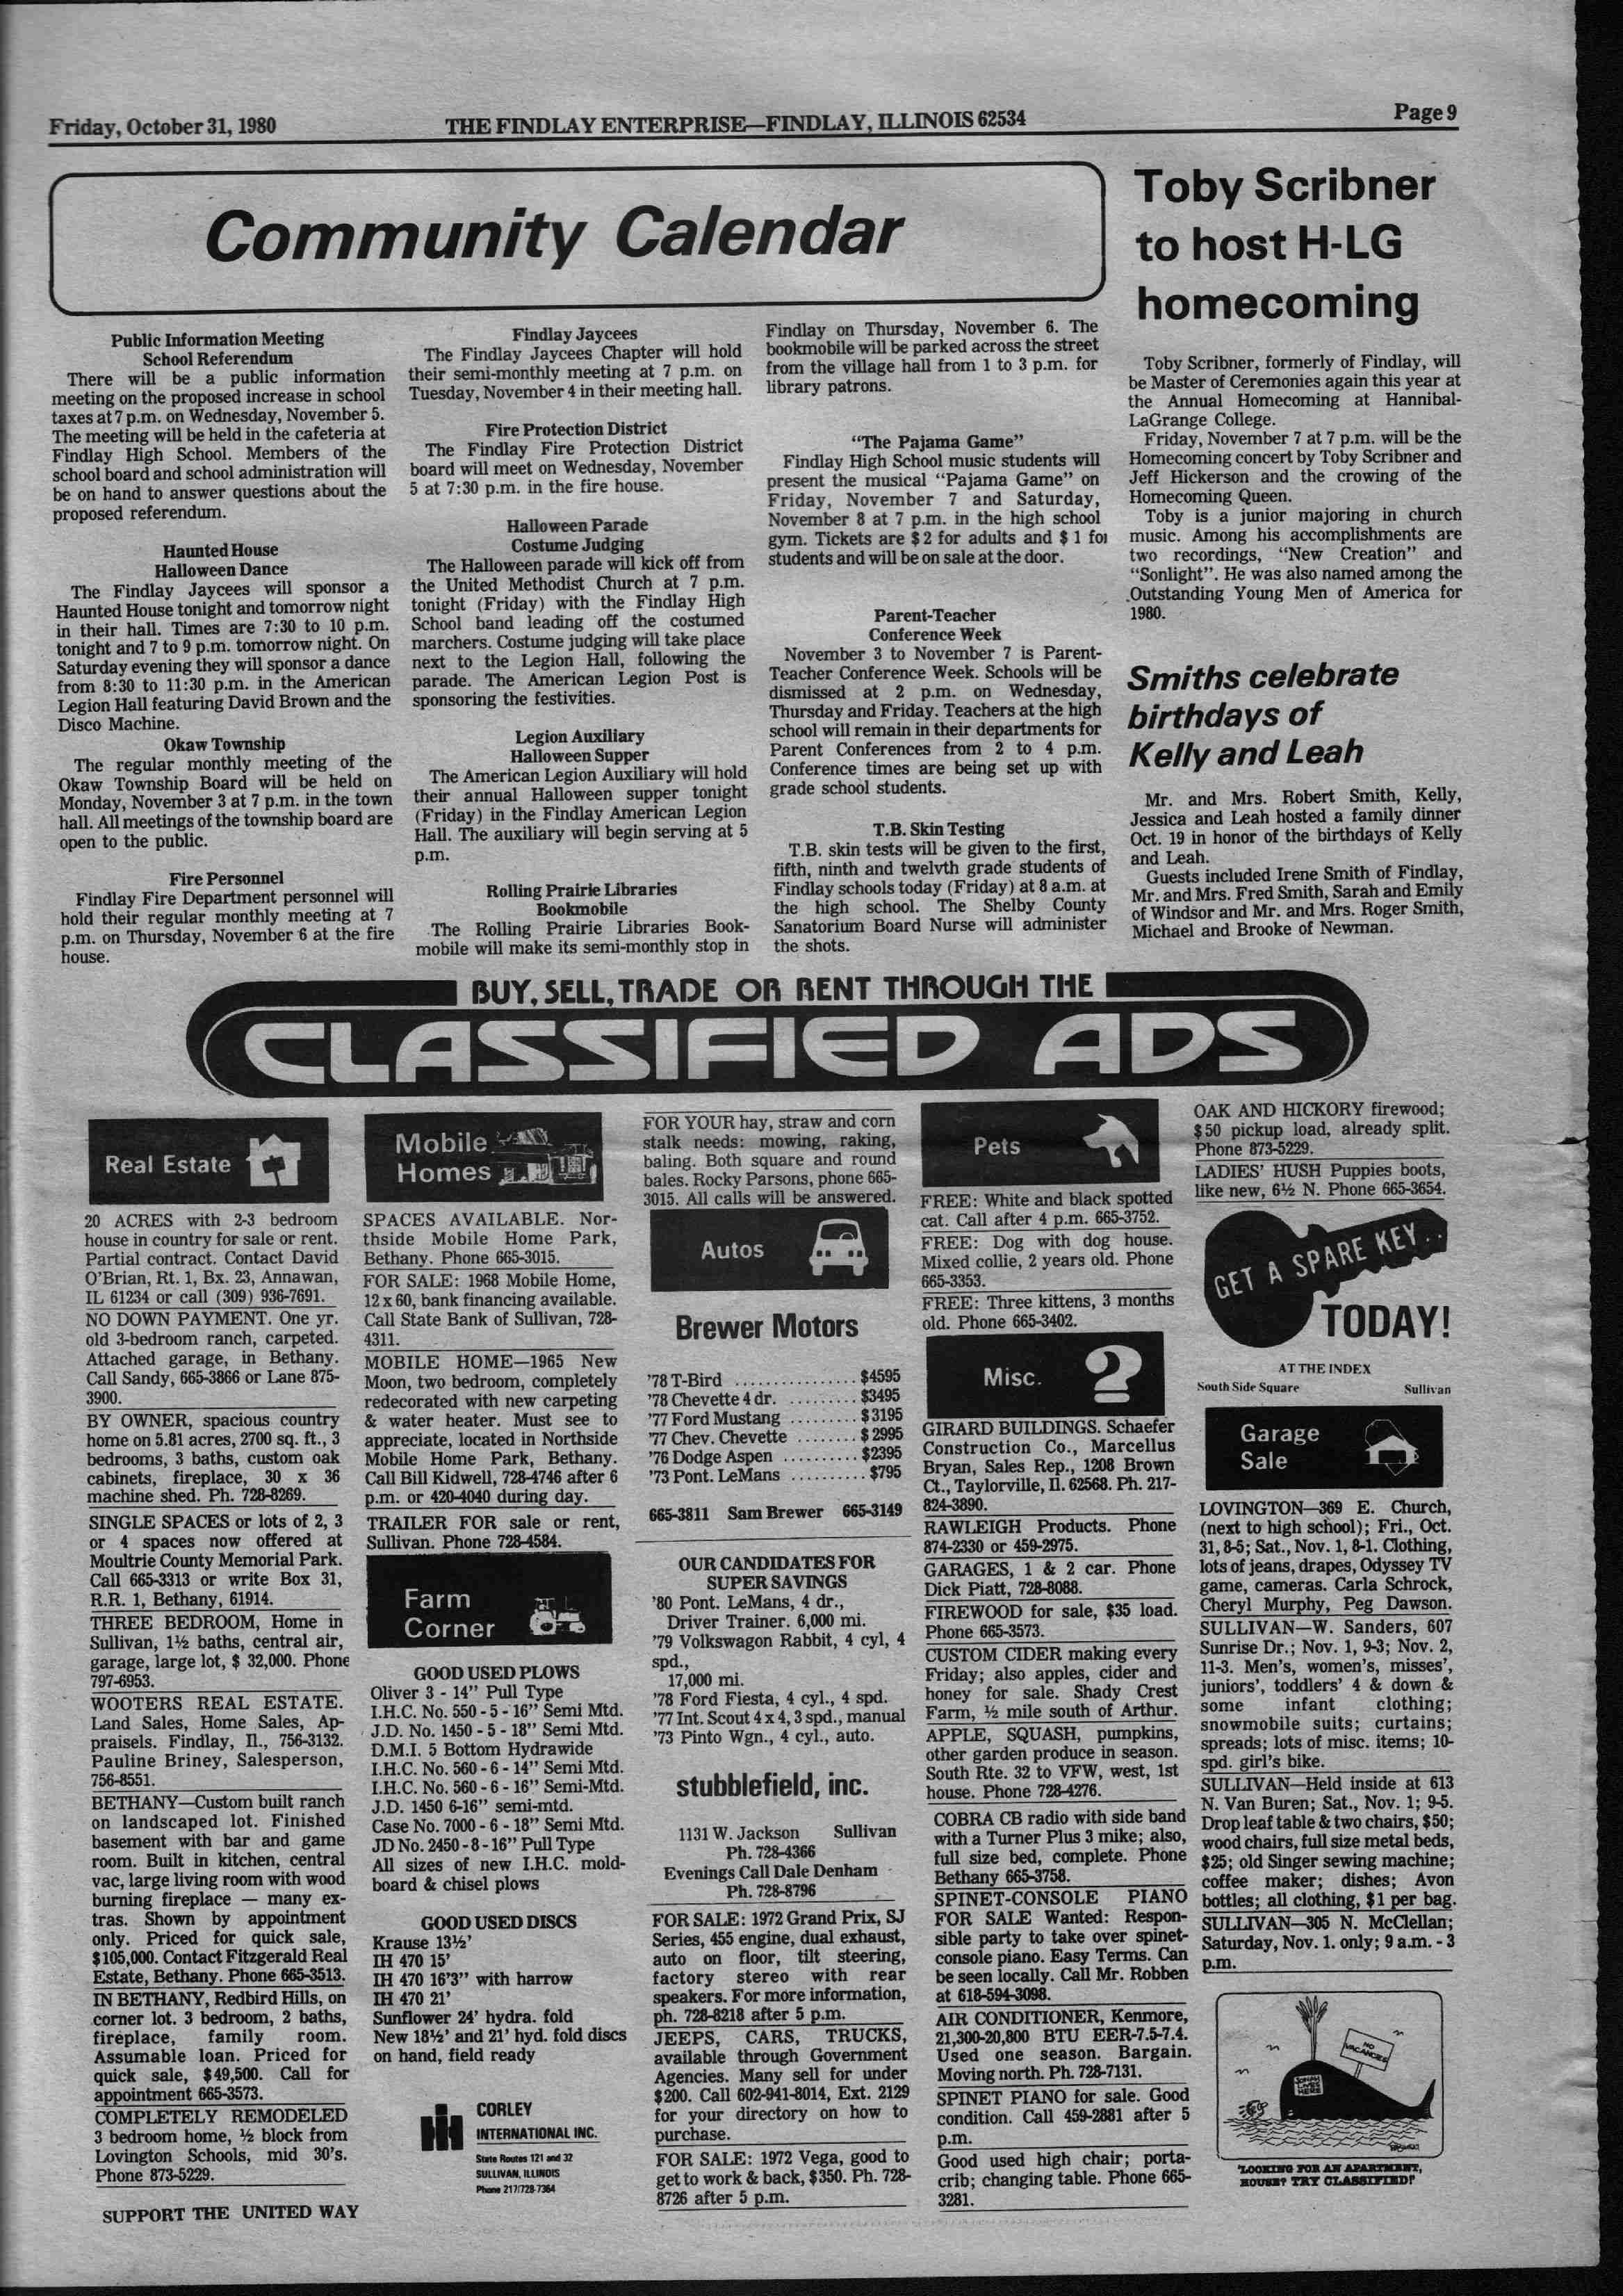 Friday, October 31, 1980
THE FINDLAY ENTERPRISE—FINDLAY, ILLINOIS 62534
Page 9
Community Calendar
Public Information Meeting
School Referendum
There will be a public information
meeting on the proposed increase in school
taxes at 7 p.m. on Wednesday, November 5.
The meeting will be held in the cafeteria at
Findlay High School. Members of the
school board and school administration will
be on hand to answer questions about the
proposed referendum.
Haunted House
Halloween Dance
The Findlay Jaycees will sponsor a
Haunted House tonight and tomorrow night
in their hall. Times are 7:30 to 10 p.m.
tonight and 7 to 9 p.m. tomorrow night. On
Saturday evening they will sponsor a dance
from 8:30 to 11:30 p.m. in the American
Legion Hall featuring David Brown and the
Disco Machine.
Okaw Township
The regular monthly meeting of the
Okaw Township Board will be held on
Monday, November 3 at 7 p.m. in the town
hall. All meetings of the township board are
open to the public.
Fire Personnel
Findlay Fire Department personnel will
hold their regular monthly meeting at 7
p.m. on Thursday, November 6 at the fire
house.
Findlay Jaycees
The Findlay Jaycees Chapter will hold
their semi-monthly meeting at 7 p.m. on
Tuesday, November 4 in their meeting hall.
Fire Protection District
The Findlay Fire Protection District
board will meet on Wednesday, November
5 at 7:30 p.m. in the fire house.
Halloween Parade
Costume Judging
The Halloween parade will kick off from
the United Methodist Church at 7 p.m.
tonight (Friday) with the Findlay High
School band leading off the costumed
marchers. Costume judging will take place
next to the Legion Hall, following the
parade. The American Legion Post is
sponsoring the festivities.
Legion Auxiliary
Halloween Supper
The American Legion Auxiliary will hold
their annual Halloween supper tonight
(Friday) in the Findlay American Legion
Hall. The auxiliary will begin serving at 5
p.m.
Rolling Prairie Libraries
Bookmobile
The Rolling Prairie Libraries Book-
mobile will make its semi-monthly stop in
Findlay on Thursday, November 6. The
bookmobile will be parked across the street
from the village hall from 1 to 3 p.m. for
library patrons.
"The Pajama Game"
Findlay High School music students will
present the musical "Pajama Game" on
Friday, November 7 and Saturday,
November 8 at 7 p.m. in the high school
gym. Tickets are $2 for adults and $1 for
students and will be on sale at the door.
Parent-Teacher
Conference Week
November 3 to November 7 is Parent-
Teacher Conference Week. Schools will be
dismissed at 2 p.m. on Wednesday,
Thursday and Friday. Teachers at the high
school will remain in their departments for
Parent Conferences from 2 to 4 p.m.
Conference times are being set up with
grade school students.
T.B. Skin Testing
T.B. skin tests will be given to the first,
fifth, ninth and twelvth grade students of
Findlay schools today (Friday) at 8 a.m. at
the high school. The Shelby County
Sanatorium Board Nurse will administer
the shots.
Toby Scribner
to host H-LG
homecoming
Toby Scribner, formerly of Findlay, will
be Master of Ceremonies again this year at
the Annual Homecoming at Hannibal-
LaGrange College.
Friday, November 7 at 7 p.m. will be the
Homecoming concert by Toby Scribner and
Jeff Hickerson and the crowing of the
Homecoming Queen.
Toby is a junior majoring in church
music. Among his accomplishments are
two recordings, "New Creation" and
"Sonlight". He was also named among the
Outstanding Young Men of America for
1980.
Smiths celebrate
birthdays of
Kelly and Leah
Mr. and Mrs. Robert Smith, Kelly,
Jessica and Leah hosted a family dinner
Oct. 19 in honor of the birthdays of Kelly
and Leah.
Guests included Irene Smith of Findlay,
Mr. and Mrs. Fred Smith, Sarah and Emily
of Windsor and Mr. and Mrs. Roger Smith,
Michael and Brooke of Newman.
BUY, SELL, TRADE OR RENT THROUGH THE
CLASSIFIED ADS
Real Estate
20 ACRES with 2-3 bedroom
house in country for sale or rent.
Partial contract. Contact David
O'Brian, Rt. 1, Bx. 23, Annawan,
IL 61234 or call (309) 936-7691.
NO DOWN PAYMENT. One yr.
old 3-bedroom ranch, carpeted.
Attached garage, in Bethany.
Call Sandy, 665-3866 or Lane 875-
3900.
BY OWNER, spacious country
home on 5.81 acres, 2700 sq. ft., 3
bedrooms, 3 baths, custom oak
cabinets, fireplace, 30 x 36
machine shed. Ph. 728-8269.
SINGLE SPACES or lots of 2, 3
or 4 spaces now offered at
Moultrie County Memorial Park.
Call 665-3313 or write Box 31,
R.R. 1, Bethany, 61914.
THREE BEDROOM, Home in
Sullivan, 1½ baths, central air,
garage, large lot, $ 32,000. Phone
797-6953.
WOOTERS REAL ESTATE.
Land Sales, Home Sales, Ap-
praisels. Findlay, Il., 756-3132.
Pauline Briney, Salesperson,
756-8551.
BETHANY—Custom built ranch
on landscaped lot. Finished
basement with bar and game
room. Built in kitchen, central
vac, large living room with wood
burning fireplace — many ex-
tras. Shown by appointment
only. Priced for quick sale,
$105,000. Contact Fitzgerald Real
Estate, Bethany. Phone 665-3513.
IN BETHANY, Redbird Hills, on
corner lot. 3 bedroom, 2 baths,
fireplace, family room.
Assumable loan. Priced for
quick sale, $49,500. Call for
appointment 665-3573.
COMPLETELY REMODELED
3 bedroom home, ½ block from
Lovington Schools, mid 30's.
Phone 873-5229.
SUPPORT THE UNITED WAY
Mobile
Homes
SPACES AVAILABLE. Nor-
thside Mobile Home Park,
Bethany. Phone 665-3015.
FOR SALE: 1968 Mobile Home,
12 x 60, bank financing available.
Call State Bank of Sullivan, 728-
4311.
MOBILE HOME—1965 New
Moon, two bedroom, completely
redecorated with new carpeting
& water heater. Must see to
appreciate, located in Northside
Mobile Home Park, Bethany.
Call Bill Kidwell, 728-4746 after 6
p.m. or 420-4040 during day.
TRAILER FOR sale or rent,
Sullivan. Phone 728-4584.
Farm
Corner
GOOD USED PLOWS
Oliver 3 - 14" Pull Type
I.H.C. No. 550 - 5 - 16" Semi Mtd.
J.D. No. 1450 - 5 - 18" Semi Mtd.
D.M.I. 5 Bottom Hydrawide
I.H.C. No. 560 - 6 - 14" Semi Mtd.
I.H.C. No. 560 - 6 - 16" Semi-Mtd.
J.D. 1450 6-16" semi-mtd.
Case No. 7000 - 6 - 18" Semi Mtd.
JD No. 2450 - 8 - 16" Pull Type
All sizes of new I.H.C. mold-
board & chisel plows
GOOD USED DISCS
Krause 13½'
IH 470 15'
IH 470 16'3" with harrow
IH 470 21'
Sunflower 24' hydra. fold
New 18½' and 21' hyd. fold discs
on hand, field ready
CORLEY
INTERNATIONAL INC.
State Routes 121 and 32
SULLIVAN, ILLINOIS
Phone 217/728-7364
FOR YOUR hay, straw and corn
stalk needs: mowing, raking,
baling. Both square and round
bales. Rocky Parsons, phone 665-
3015. All calls will be answered.
Autos
Brewer Motors
'78 T-Bird ................ $4595
'78 Chevette 4 dr. ......... $3495
'77 Ford Mustang ......... $3195
'77 Chev. Chevette ........ $2995
'76 Dodge Aspen .......... $2395
'73 Pont. LeMans .......... $795
665-3811 Sam Brewer 665-3149
OUR CANDIDATES FOR
SUPER SAVINGS
'80 Pont. LeMans, 4 dr.,
Driver Trainer. 6,000 mi.
'79 Volkswagon Rabbit, 4 cyl, 4
spd.,
17,000 mi.
'78 Ford Fiesta, 4 cyl., 4 spd.
'77 Int. Scout 4 x 4, 3 spd., manual
'73 Pinto Wgn., 4 cyl., auto.
stubblefield, inc.
1131 W. Jackson Sullivan
Ph. 728-4366
Evenings Call Dale Denham
Ph. 728-8796
FOR SALE: 1972 Grand Prix, SJ
Series, 455 engine, dual exhaust,
auto on floor, tilt steering,
factory stereo with rear
speakers. For more information,
ph. 728-8218 after 5 p.m.
JEEPS, CARS, TRUCKS,
available through Government
Agencies. Many sell for under
$200. Call 602-941-8014, Ext. 2129
for your directory on how to
purchase.
FOR SALE: 1972 Vega, good to
get to work & back, $350. Ph. 728-
8726 after 5 p.m.
Pets
FREE: White and black spotted
cat. Call after 4 p.m. 665-3752.
FREE: Dog with dog house.
Mixed collie, 2 years old. Phone
665-3353.
FREE: Three kittens, 3 months
old. Phone 665-3402.
Misc. ?
GIRARD BUILDINGS. Schaefer
Construction Co., Marcellus
Bryan, Sales Rep., 1208 Brown
Ct., Taylorville, Il. 62568. Ph. 217-
824-3890.
RAWLEIGH Products. Phone
874-2330 or 459-2975.
GARAGES, 1 & 2 car. Phone
Dick Piatt, 728-8088.
FIREWOOD for sale, $35 load.
Phone 665-3573.
CUSTOM CIDER making every
Friday; also apples, cider and
honey for sale. Shady Crest
Farm, ½ mile south of Arthur.
APPLE, SQUASH, pumpkins,
other garden produce in season.
South Rte. 32 to VFW, west, 1st
house. Phone 728-4276.
COBRA CB radio with side band
with a Turner Plus 3 mike; also,
full size bed, complete. Phone
Bethany 665-3758.
SPINET-CONSOLE PIANO
FOR SALE Wanted: Respon-
sible party to take over spinet-
console piano. Easy Terms. Can
be seen locally. Call Mr. Robben
at 618-594-3098.
AIR CONDITIONER, Kenmore,
21,300-20,800 BTU EER-7.5-7.4.
Used one season. Bargain.
Moving north. Ph. 728-7131.
SPINET PIANO for sale. Good
condition. Call 459-2881 after 5
p.m.
Good used high chair; porta-
crib; changing table. Phone 665-
3281.
OAK AND HICKORY firewood;
$50 pickup load, already split.
Phone 873-5229.
LADIES' HUSH Puppies boots,
like new, 6½ N. Phone 665-3654.
GET A SPARE KEY..
TODAY!
AT THE INDEX
South Side Square Sullivan
Garage
Sale
LOVINGTON—369 E. Church,
(next to high school); Fri., Oct.
31, 8-5; Sat., Nov. 1, 8-1. Clothing,
lots of jeans, drapes, Odyssey TV
game, cameras. Carla Schrock,
Cheryl Murphy, Peg Dawson.
SULLIVAN—W. Sanders, 607
Sunrise Dr.; Nov. 1, 9-3; Nov. 2,
11-3. Men's, women's, misses',
juniors', toddlers' 4 & down &
some infant clothing;
snowmobile suits; curtains;
spreads; lots of misc. items; 10-
spd. girl's bike.
SULLIVAN—Held inside at 613
N. Van Buren; Sat., Nov. 1; 9-5.
Drop leaf table & two chairs, $50;
wood chairs, full size metal beds,
$25; old Singer sewing machine;
coffee maker; dishes; Avon
bottles; all clothing, $1 per bag.
SULLIVAN—305 N. McClellan;
Saturday, Nov. 1. only; 9 a.m. - 3
p.m.
NO
VACANCIES
JONAH
LIVES
HERE
'LOOKING FOR AN APARTMENT,
HOUSE? TRY CLASSIFIED!'